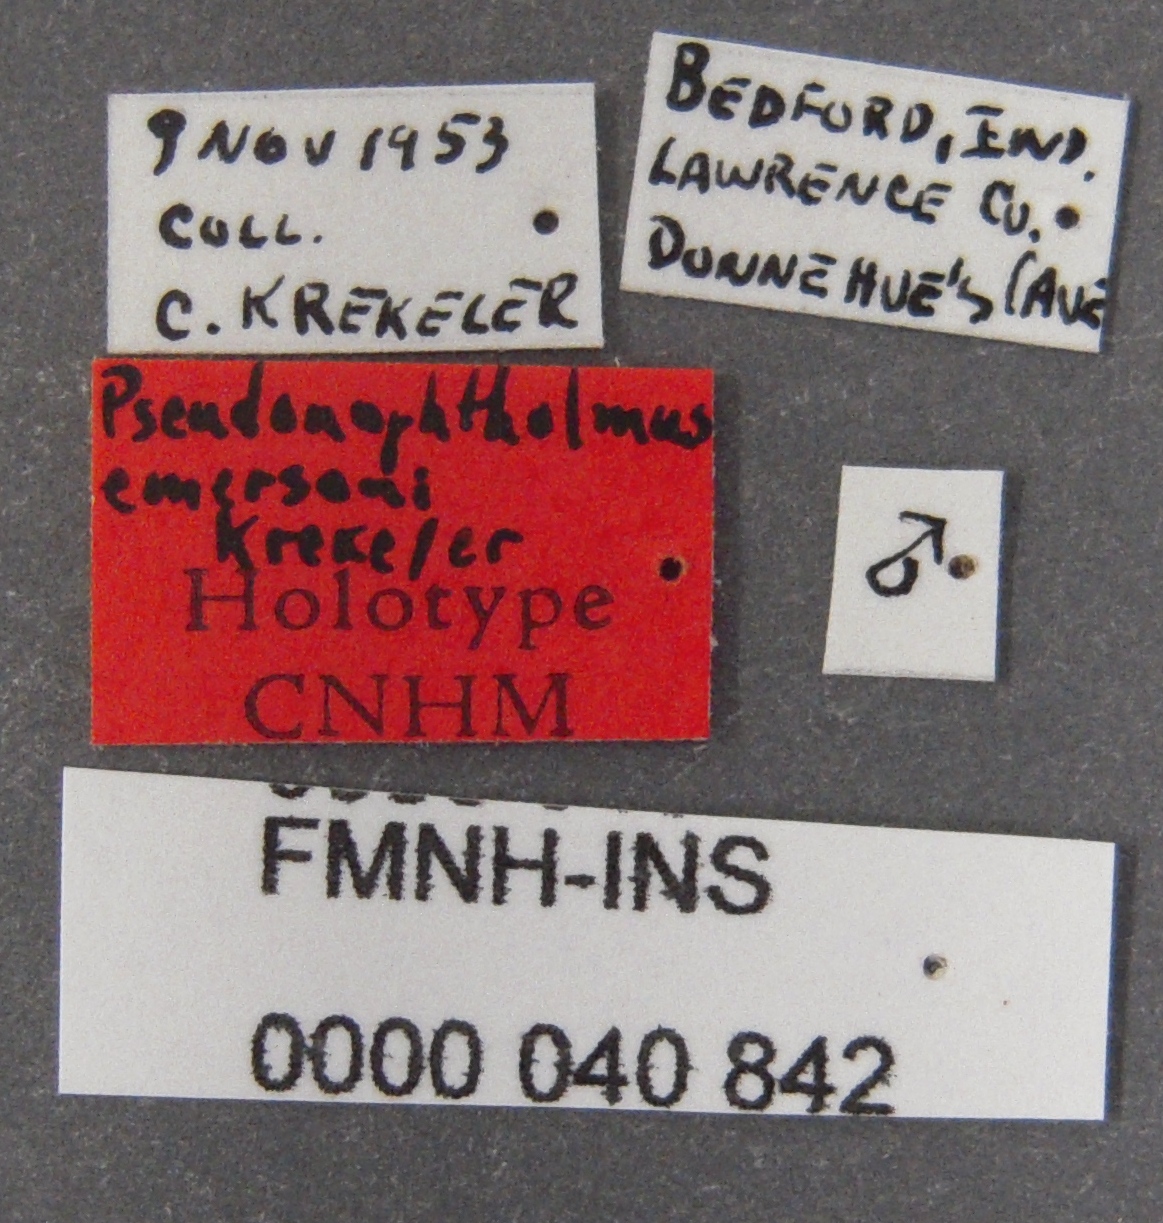 9 NOV 1953
COLL.
C. KREKELER
BEDFORD, IND.
LAWRENCE CO.
DONNEHUE'S CAVE
Pseudanophthalmus
emersoni
Krekeler
Holotype
CNHM
♂
FMNH-INS
0000 040 842